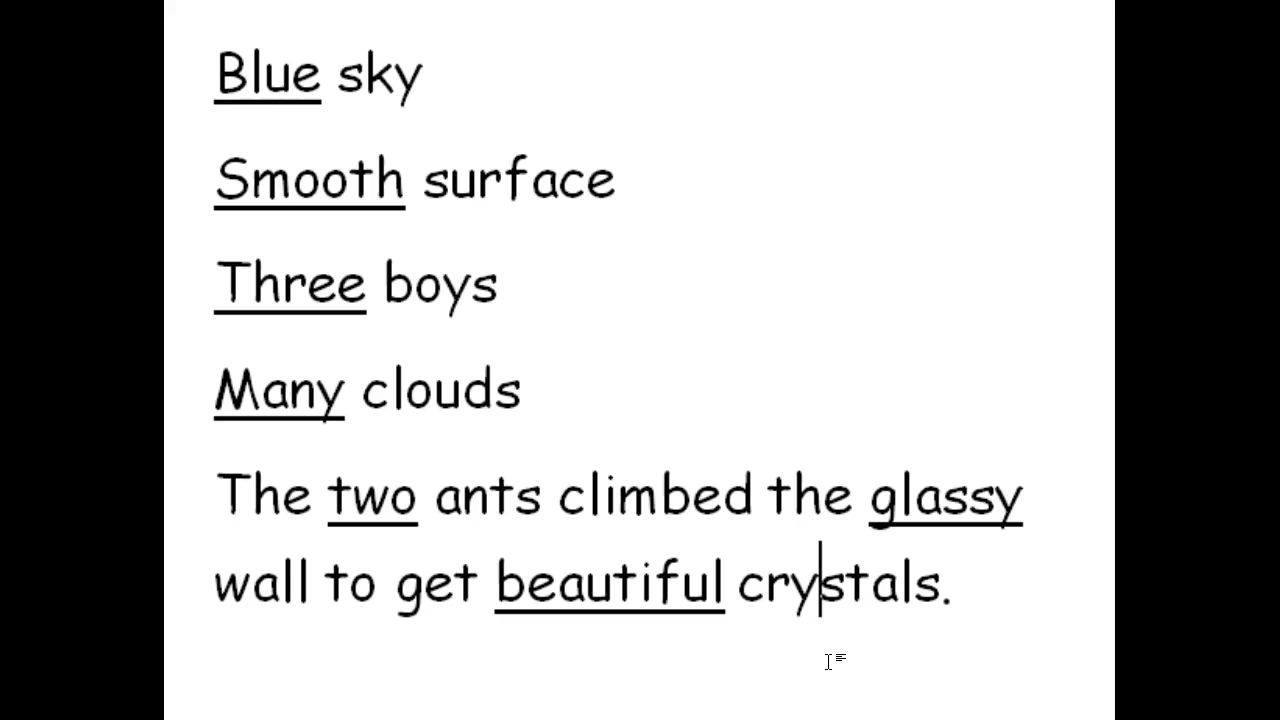 Blue sky
Smooth surface
Three boys
Many clouds
The two ants climbed the glassy
wall to get beautiful crystals.